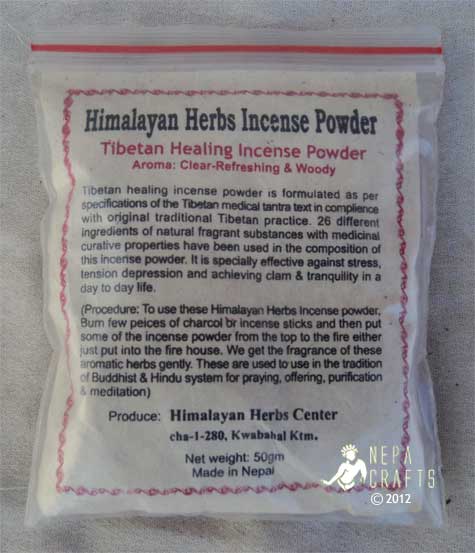 Himalayan Herbs Incense Powder
Tibetan Healing Incense Powder
Aroma: Clear-Refreshing & Woody
Tibetan healing incense powder is formulated as per
specifications of the Tibetan medical tantra text in complience
with original traditional Tibetan practice. 26 different
ingredients of natural fragrant substances with medicinal
curative properties have been used in the composition of
this incense powder. It is specially effective against stress,
tension depression and achieving clam & tranquility in a
day to day life.
(Procedure: To use these Himalayan Herbs Incense powder,
Burn few peices of charcol or incense sticks and then put
some of the incense powder from the top to the fire either
just put into the fire house. We get the fragrance of these
aromatic herbs gently. These are used to use in the tradition
of Buddhist & Hindu system for praying, offering, purification
& meditation)
Produce: Himalayan Herbs Center
cha-1-280, Kwabahal Ktm.
Net weight: 50gm
Made in Nepal
NEPA
CRAFTS
© 2012